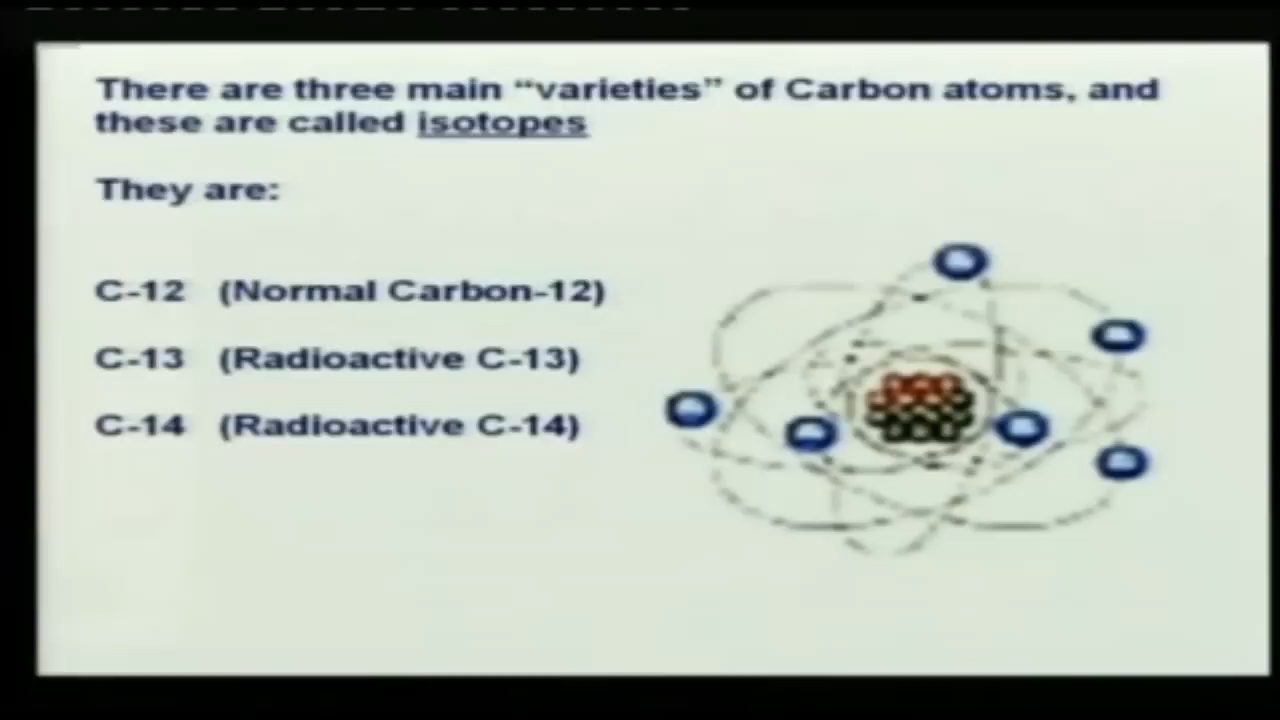 There are three main “varieties” of Carbon atoms, and
these are called isotopes
They are:
C-12 (Normal Carbon-12)
C-13 (Radioactive C-13)
C-14 (Radioactive C-14)